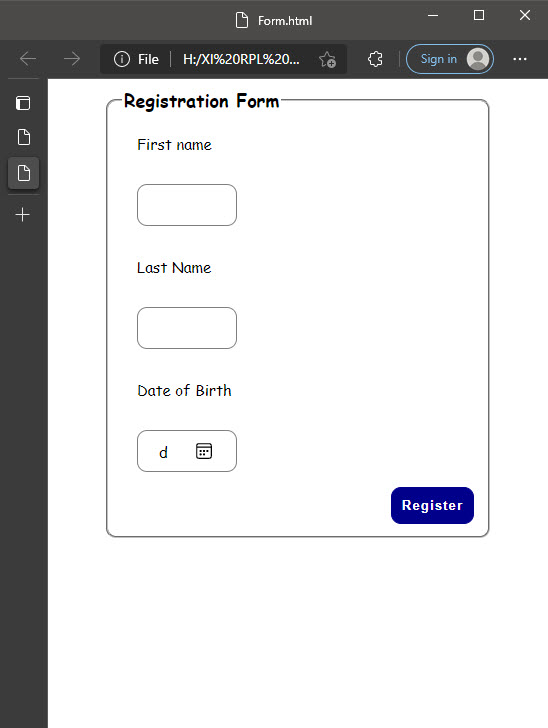 Form.html
File H:/XI%20RPL%20... Sign in
Registration Form
First name
Last Name
Date of Birth
d
Register